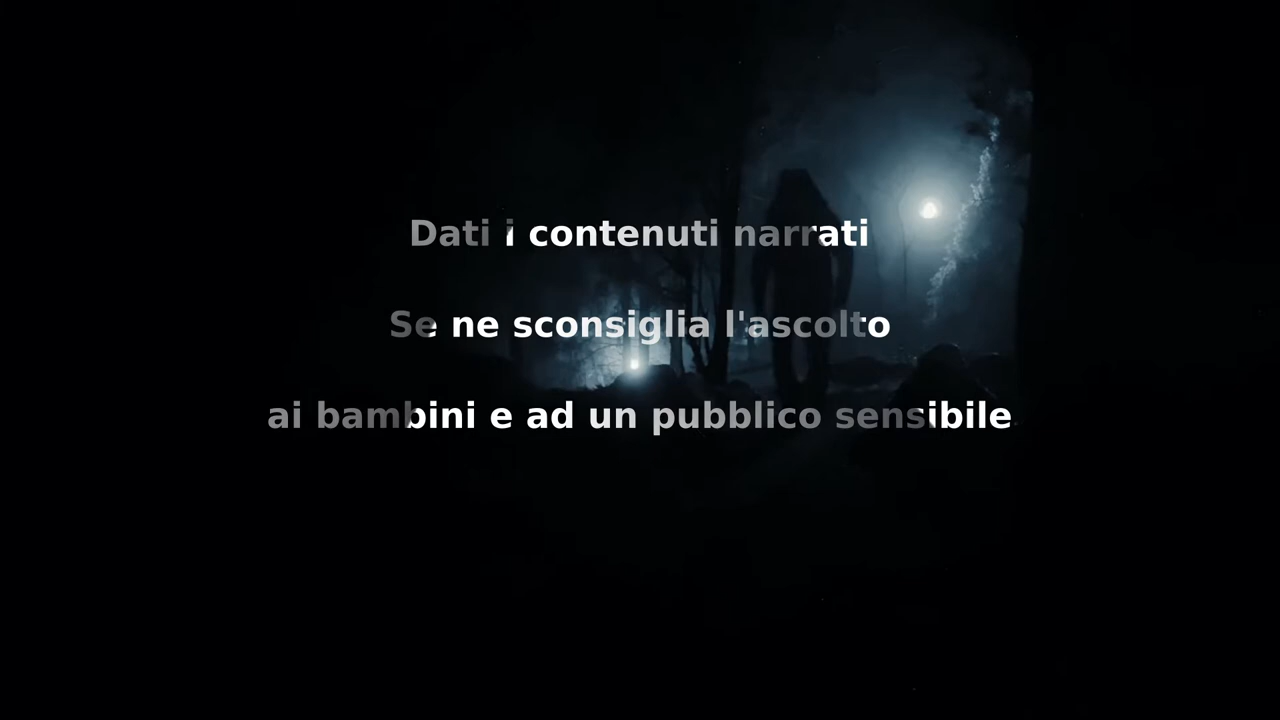 Dati i contenuti narrati
Se ne sconsiglia l'ascolto
ai bambini e ad un pubblico sensibile